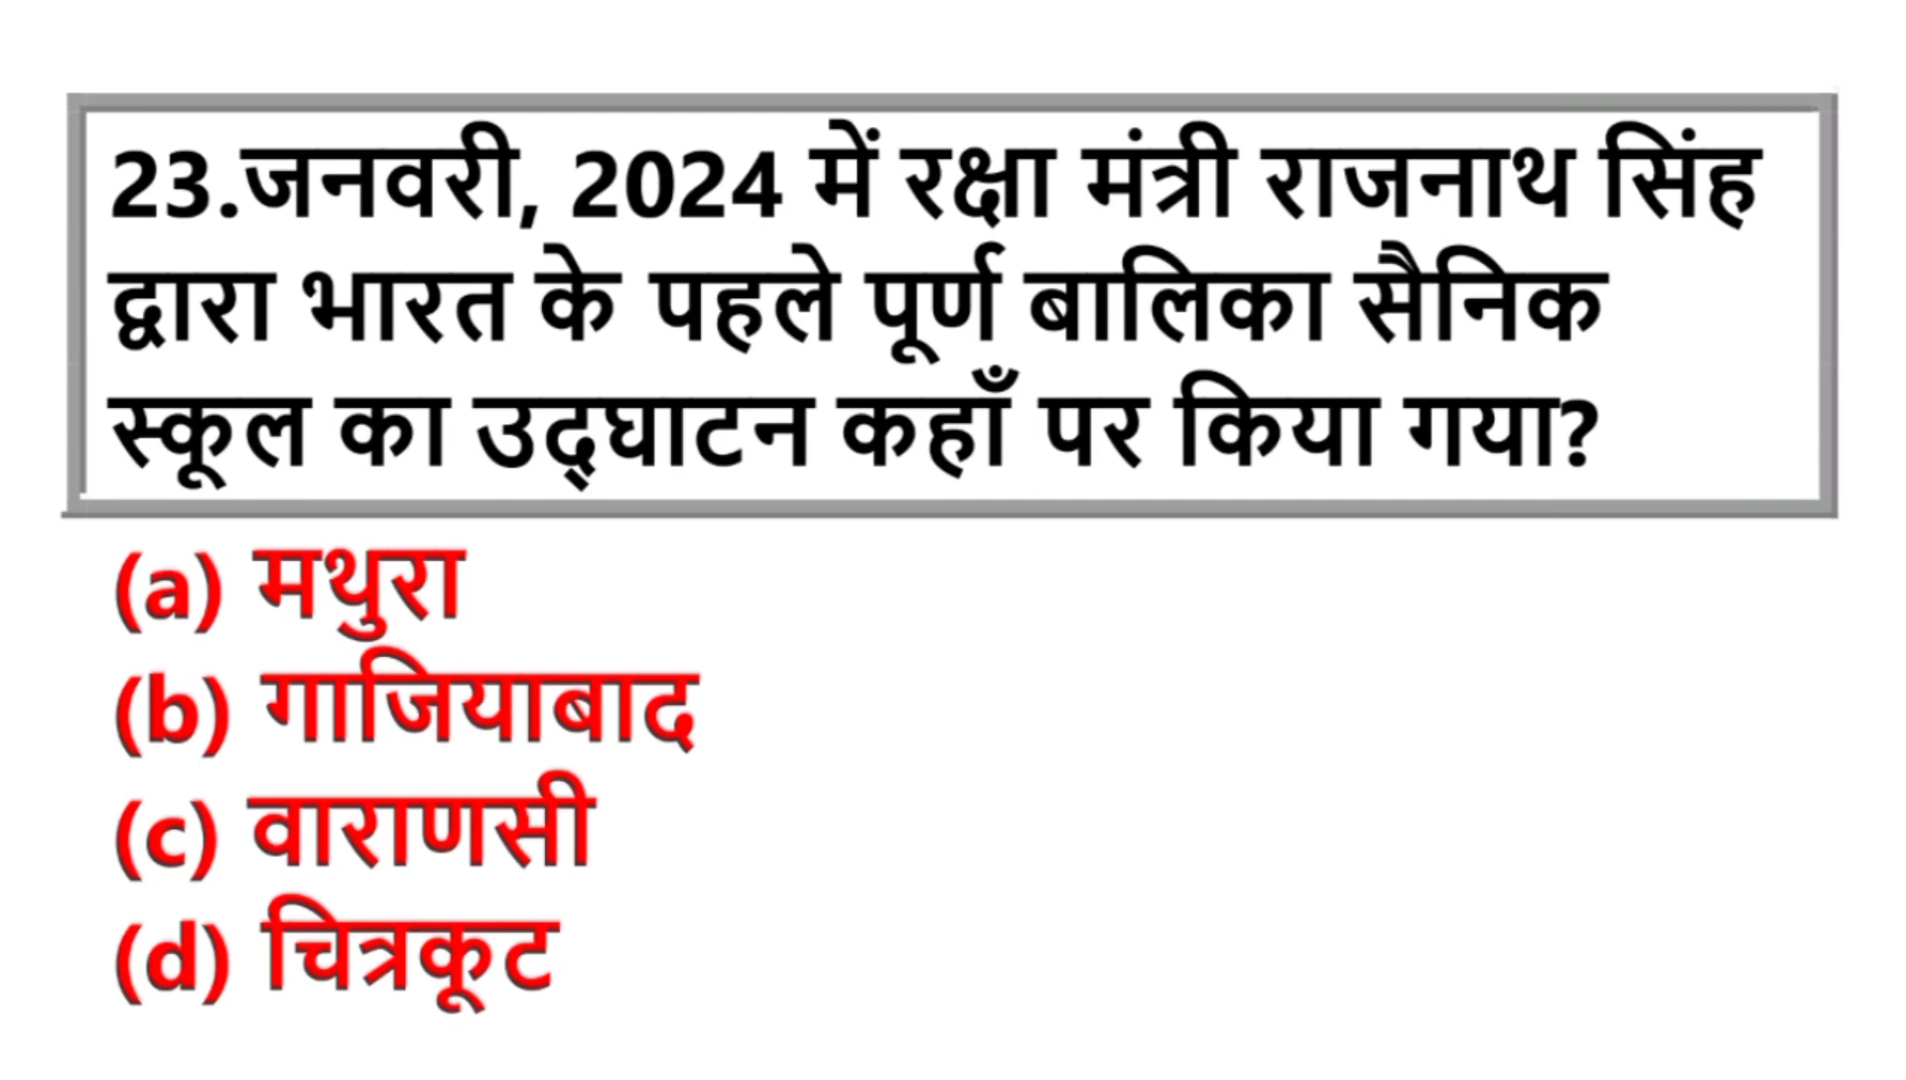 23.जनवरी, 2024 में रक्षा मंत्री राजनाथ सिंह
द्वारा भारत के पहले पूर्ण बालिका सैनिक
स्कूल का उद्‌घाटन कहाँ पर किया गया?
(a) मथुरा
(b) गाजियाबाद
(c) वाराणसी
(d) चित्रकूट